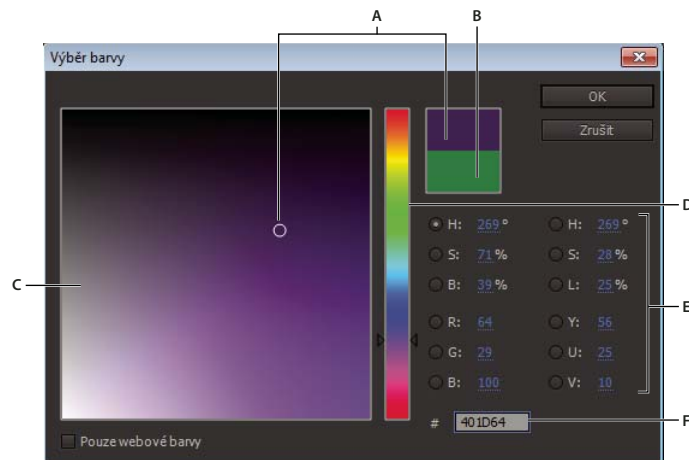 A
B
Výběr barvy
OK
Zrušit
D
H: 269 °
H: 269 °
S: 71 %
S: 28 %
C
B: 39 %
L: 25 %
E
R: 64
Y: 56
G: 29
U: 25
B: 100
V: 10
# 401D64
F
Pouze webové barvy